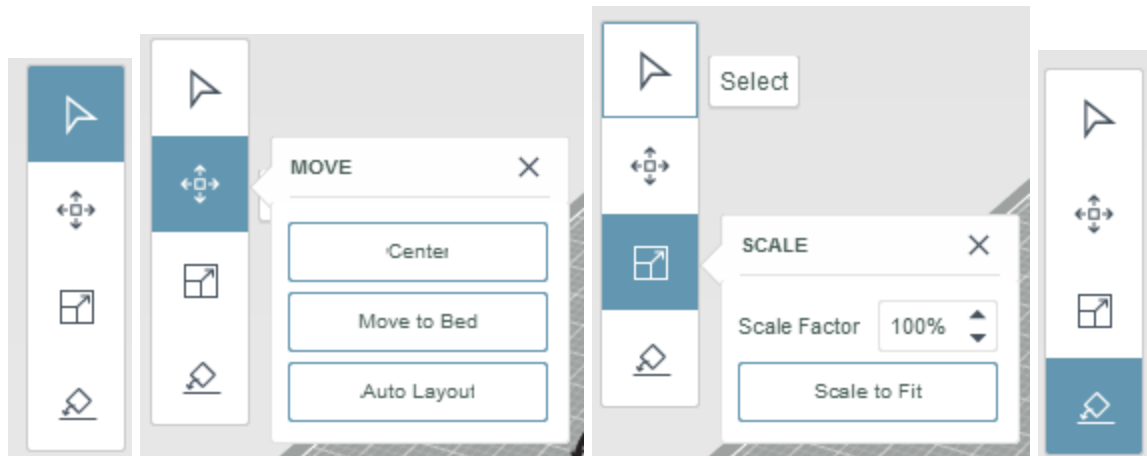 MOVE
Center
Move to Bed
Auto Layout
Select
SCALE
Scale Factor 100%
Scale to Fit